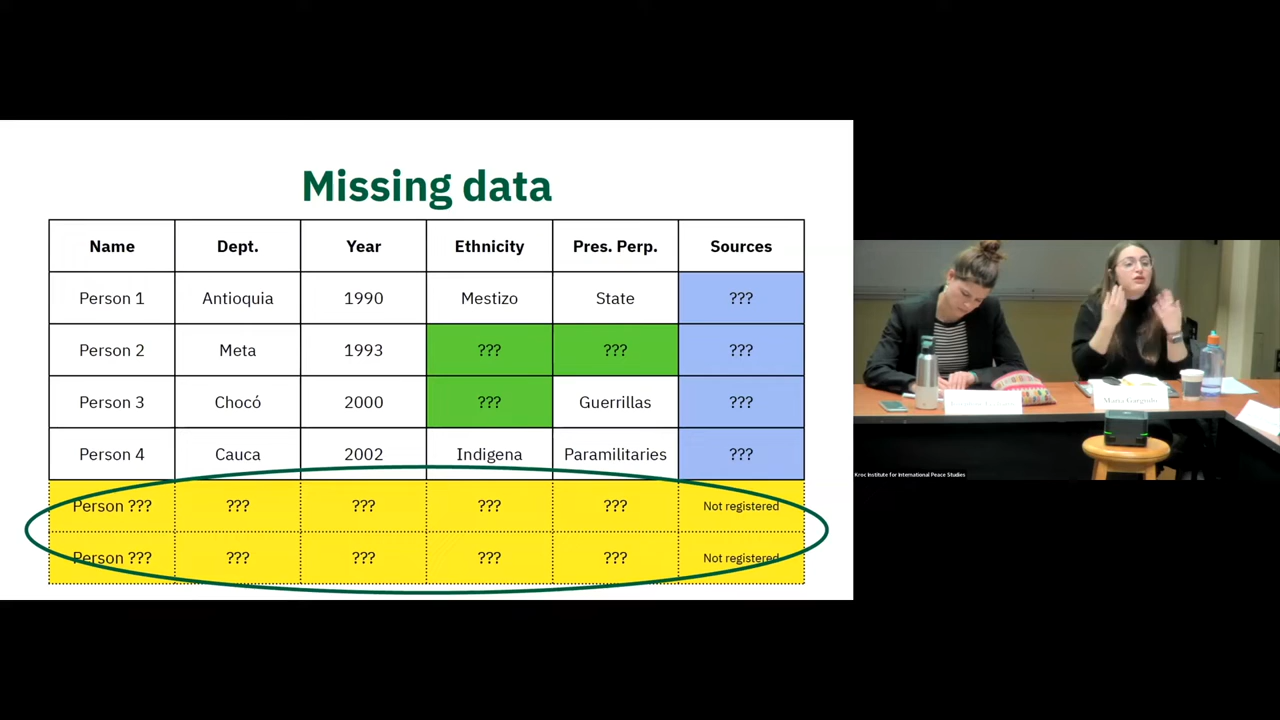 Missing data
Name Dept. Year Ethnicity Pres. Perp. Sources
Person 1 Antioquia 1990 Mestizo State ???
Person 2 Meta 1993 ??? ??? ???
Person 3 Chocó 2000 ??? Guerrillas ???
Person 4 Cauca 2002 Indigena Paramilitaries ???
Person ??? ??? ??? ??? ??? Not registered
Person ??? ??? ??? ??? ??? Not registered
Maria Gargiulo
Kroc Institute for International Peace Studies